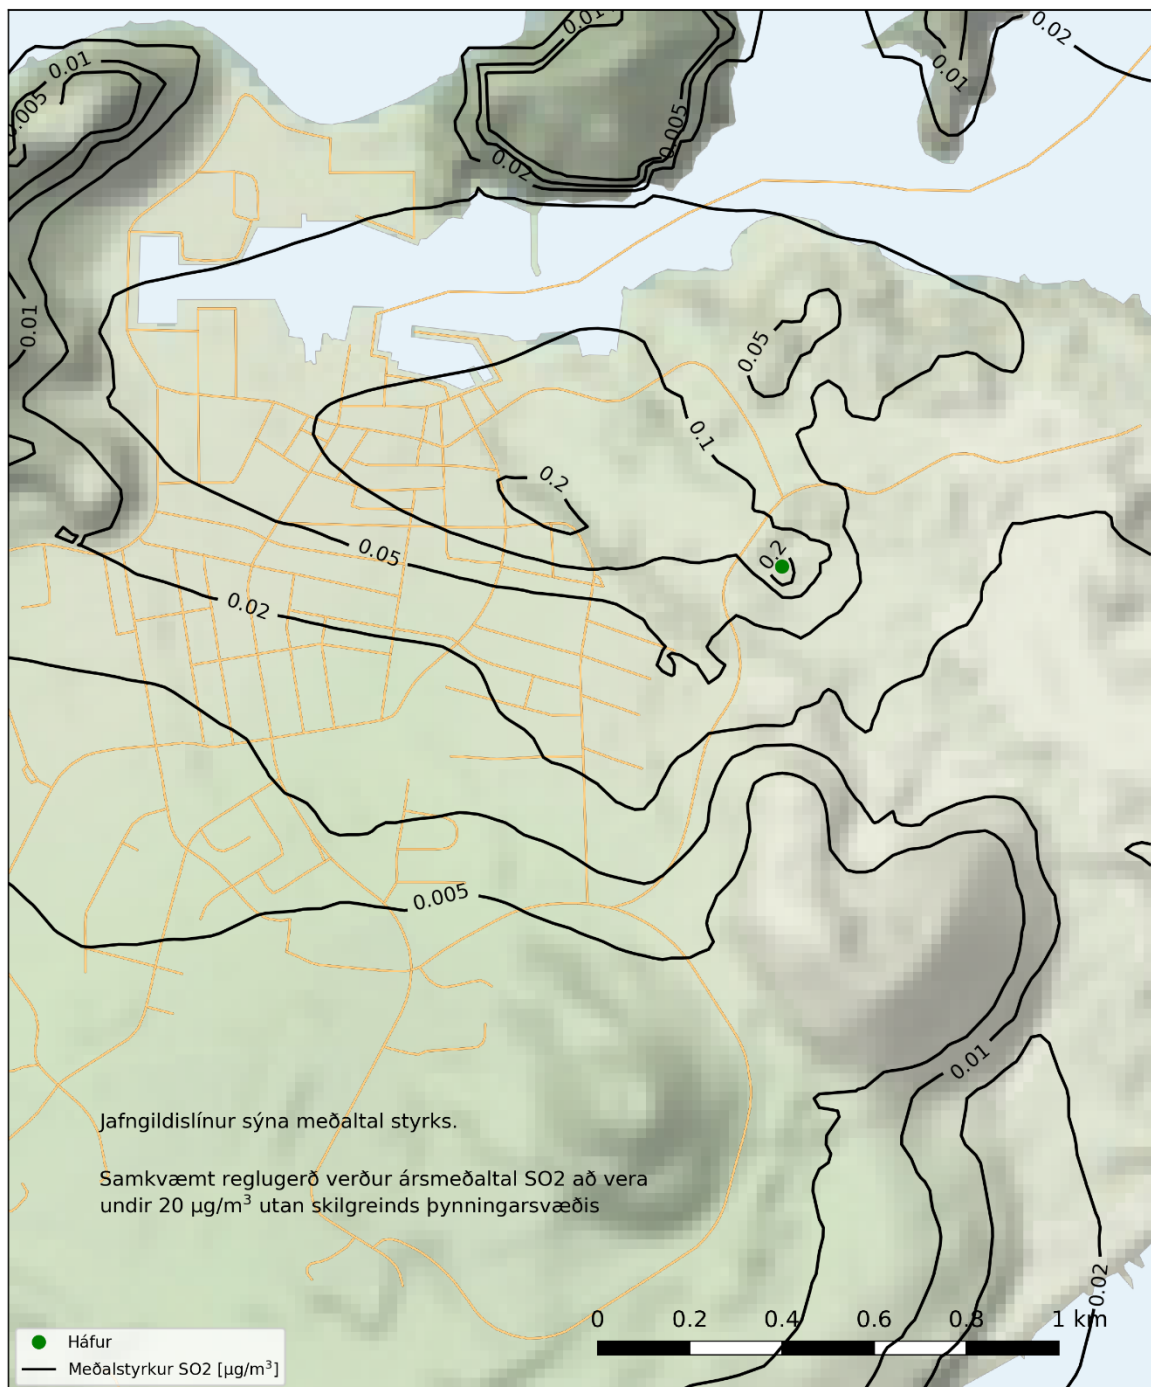 0.01
0.02
0.01
0.01
0.005
0.005
0.02
0.01
0.05
0.1
0.2
0.2
0.05
0.02
0.005
0.01
Jafngildislínur sýna meðaltal styrks.
Samkvæmt reglugerð verður ársmeðaltal SO2 að vera
undir 20 μg/m³ utan skilgreinds þynningarsvæðis
0.02
0 0.2 0.4 0.6 0.8 1 km
Háfur
Meðalstyrkur SO2 [μg/m³]